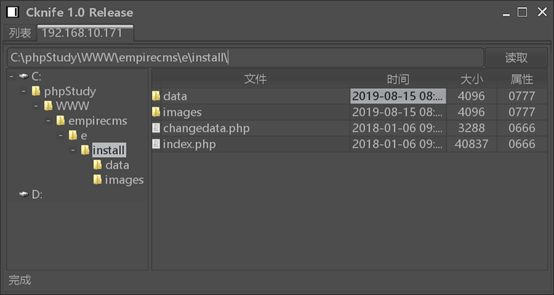 Cknife 1.0 Release
列表 192.168.10.171
C:\phpStudy\WWW\empirecms\e\install\ 读取
C:
phpStudy
WWW
empirecms
e
install
data
images
D:
文件 时间 大小 属性
data 2019-08-15 08:... 4096 0777
images 2019-08-15 08:... 4096 0777
changedata.php 2018-01-06 09:... 3288 0666
index.php 2018-01-06 09:... 40837 0666
完成